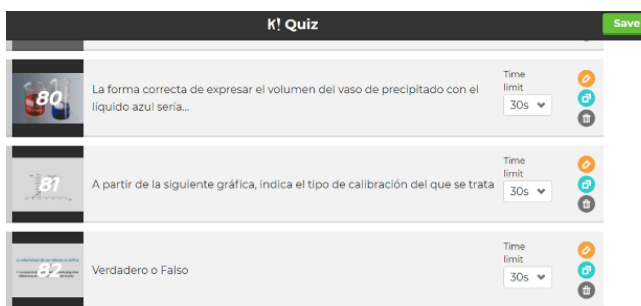 K! Quiz
Save
80
La forma correcta de expresar el volumen del vaso de precipitado con el
líquido azul sería...
Time
limit
30s
81
A partir de la siguiente gráfica, indica el tipo de calibración del que se trata
Time
limit
30s
82
Verdadero o Falso
Time
limit
30s